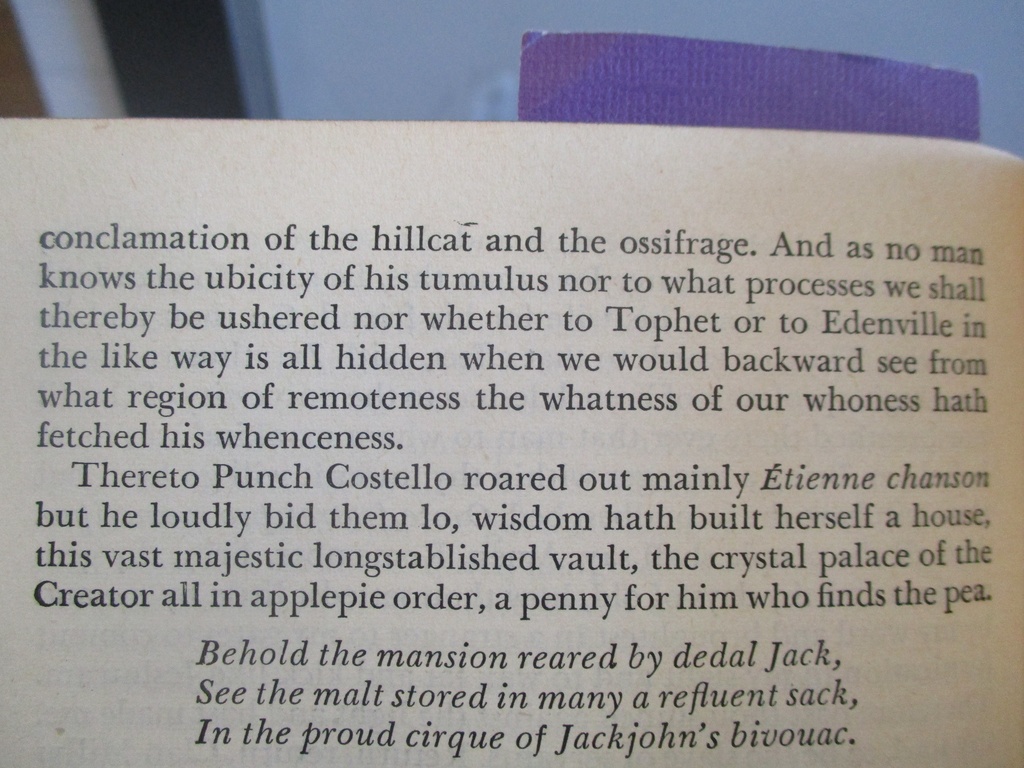 conclamation of the hillcat and the ossifrage. And as no man
knows the ubicity of his tumulus nor to what processes we shall
thereby be ushered nor whether to Tophet or to Edenville in
the like way is all hidden when we would backward see from
what region of remoteness the whatness of our whoness hath
fetched his whenceness.
Thereto Punch Costello roared out mainly Étienne chanson
but he loudly bid them lo, wisdom hath built herself a house,
this vast majestic longstablished vault, the crystal palace of the
Creator all in applepie order, a penny for him who finds the pea.
Behold the mansion reared by dedal Jack,
See the malt stored in many a refluent sack,
In the proud cirque of Jackjohn's bivouac.